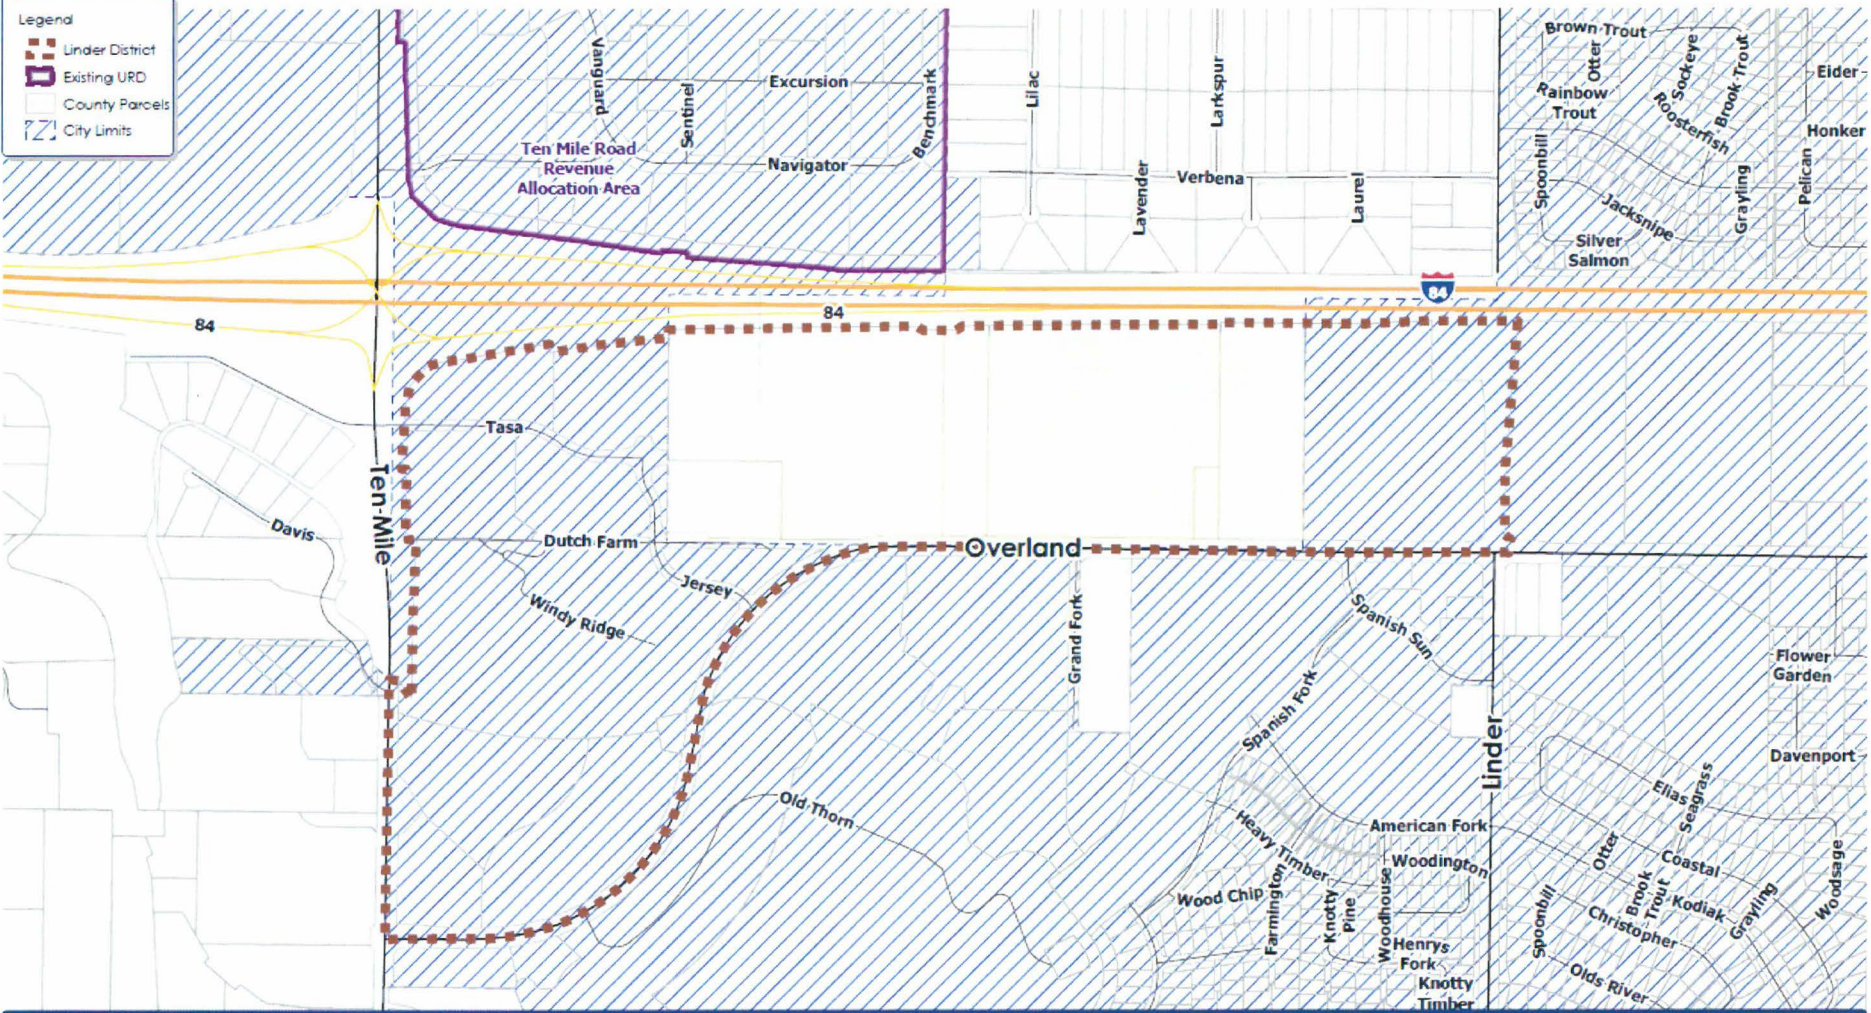 Legend
Linder District
Existing URD
County Parcels
City Limits
Vanguard
Sentinel
Excursion
Benchmark
Navigator
Ten Mile Road
Revenue
Allocation Area
Lilac
Larkspur
Lavender
Verbena
Laurel
Brown Trout
Otter
Sockeye
Brook Trout
Eider
Rainbow
Trout
Roosterfish
Honker
Spoonbill
Jacksnipe
Grayling
Pelican
Silver
Salmon
84
84
84
Tasa
Ten Mile
Davis
Dutch Farm
Jersey
Windy Ridge
Overland
Grand Fork
Spanish Sun
Spanish Fork
Linder
Flower
Garden
Davenport
Old Thorn
Heavy Timber
American Fork
Woodington
Wood Chip
Farmington
Knotty
Pine
Woodhouse
Henrys
Fork
Knotty
Timber
Elias
Seagrass
Otter
Coastal
Brook
Trout
Kodiak
Grayling
Woodsage
Spoonbill
Christopher
Olds River